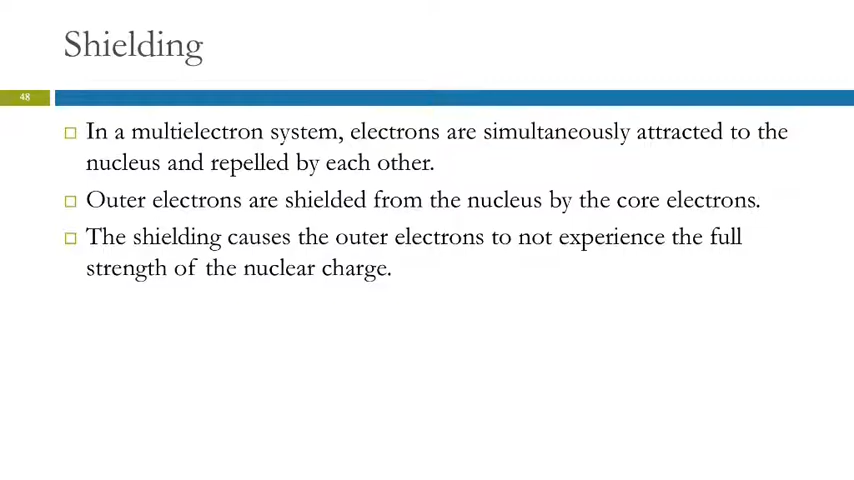 Shielding
48
□ In a multielectron system, electrons are simultaneously attracted to the
nucleus and repelled by each other.
□ Outer electrons are shielded from the nucleus by the core electrons.
□ The shielding causes the outer electrons to not experience the full
strength of the nuclear charge.